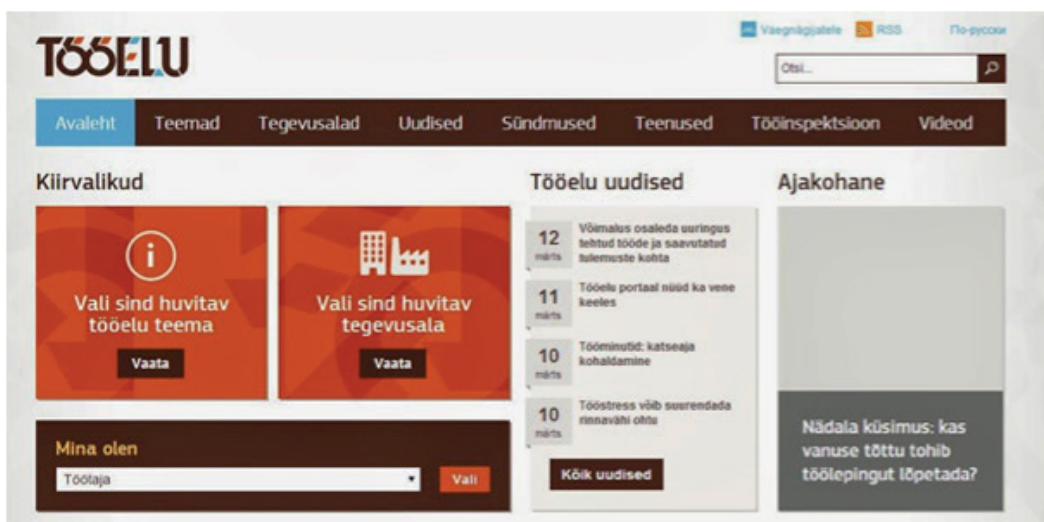 TÖÖELU
Vaegnägijatele RSS По-русски
Otsi...
Avaleht Teemad Tegevusalad Uudised Sündmused Teenused Tööinspektsioon Videod
Kiirvalikud
i
Vali sind huvitav
tööelu teema
Vaata
Vali sind huvitav
tegevusala
Vaata
Mina olen
Töötaja
Vali
Tööelu uudised
12
märts
Võimalus osaleda uuringus
tehtud tööde ja saavutatud
tulemuste kohta
11
märts
Tööelu portaal nüüd ka vene
keeles
10
märts
Tööminutid: katseaja
kohaldamine
10
märts
Tööstress võib suurendada
rinnavähi ohtu
Kõik uudised
Ajakohane
Nädala küsimus: kas
vanuse tõttu tohib
töölepingut lõpetada?